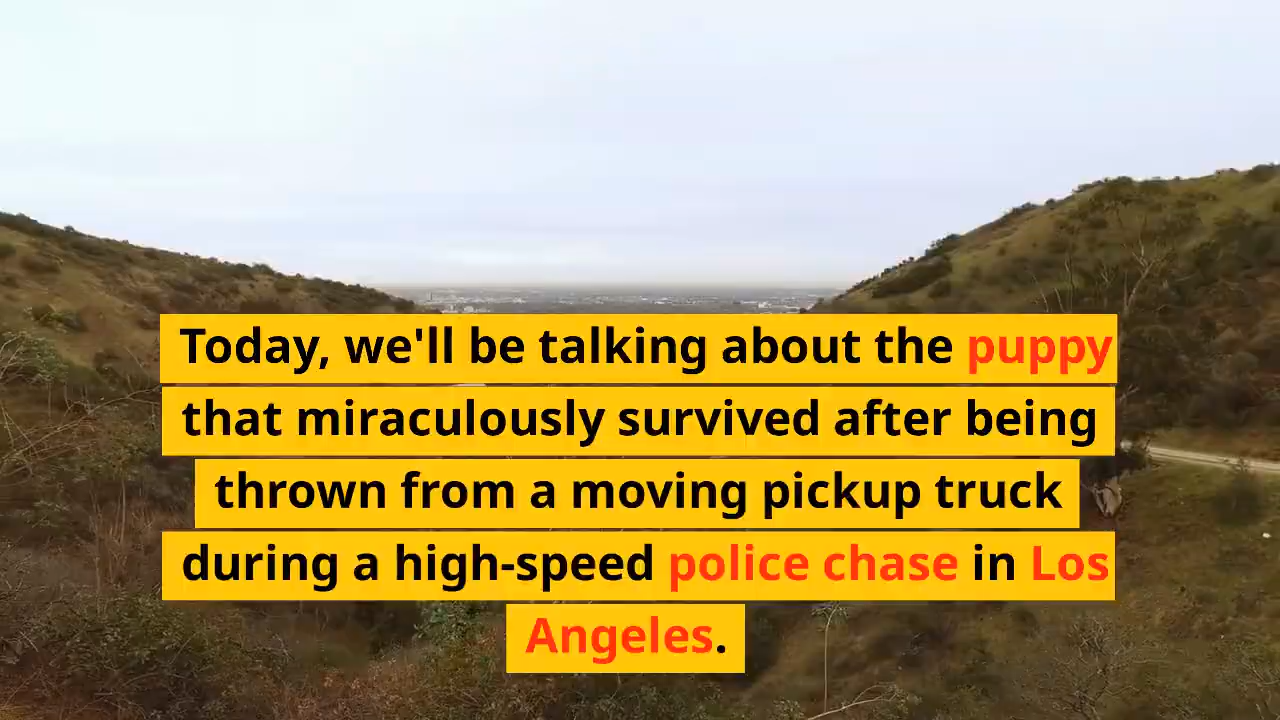 Today, we'll be talking about the puppy
that miraculously survived after being
thrown from a moving pickup truck
during a high-speed police chase in Los
Angeles.